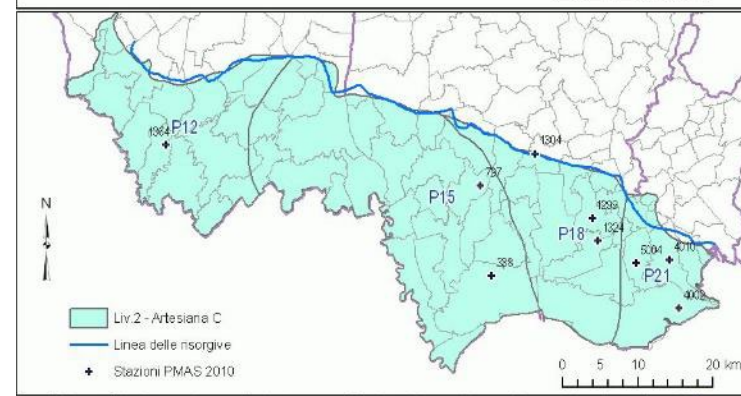 1304
1364 P12
737
P15
1299
P18 1324
5004 4010
P21
338
4002
N
Liv.2 - Artesiana C
Linea delle risorgive
Stazioni PMAS 2010
0 5 10 20 km